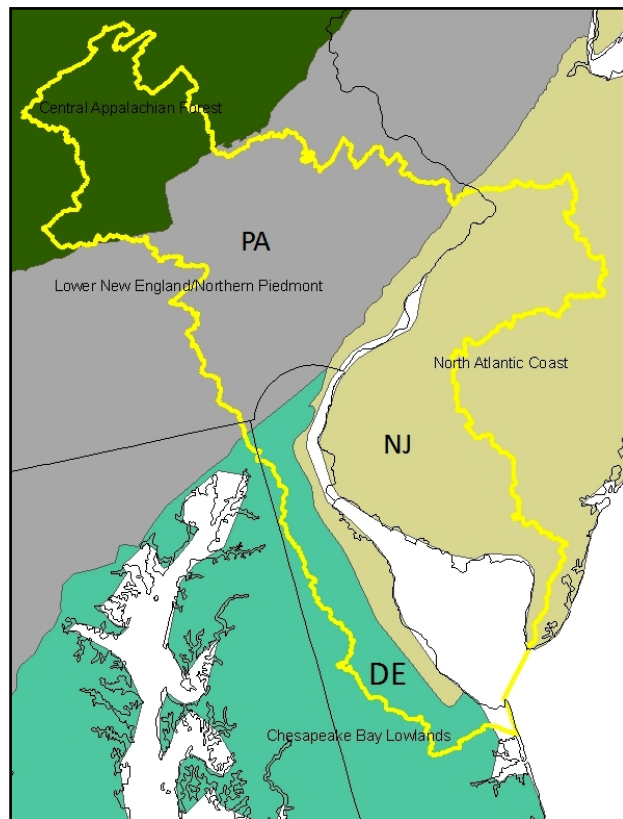 Central Appalachian Forest
PA
Lower New England/Northern Piedmont
North Atlantic Coast
NJ
DE
Chesapeake Bay Lowlands